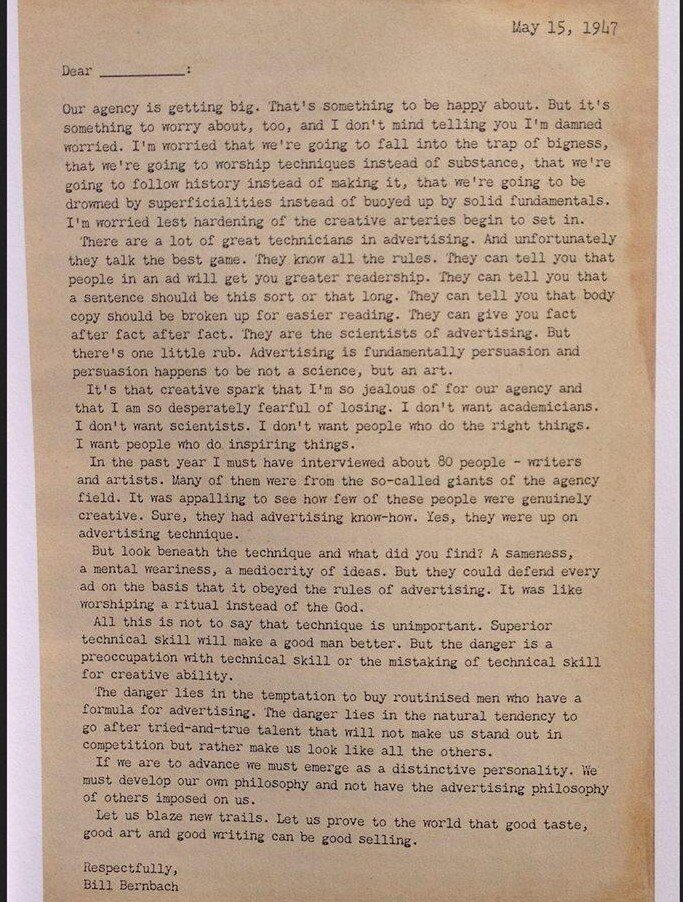 May 15, 1947
Dear __________:
Our agency is getting big. That's something to be happy about. But it's
something to worry about, too, and I don't mind telling you I'm damned
worried. I'm worried that we're going to fall into the trap of bigness,
that we're going to worship techniques instead of substance, that we're
going to follow history instead of making it, that we're going to be
drowned by superficialities instead of buoyed up by solid fundamentals.
I'm worried lest hardening of the creative arteries begin to set in.
There are a lot of great technicians in advertising. And unfortunately
they talk the best game. They know all the rules. They can tell you that
people in an ad will get you greater readership. They can tell you that
a sentence should be this sort or that long. They can tell you that body
copy should be broken up for easier reading. They can give you fact
after fact after fact. They are the scientists of advertising. But
there's one little rub. Advertising is fundamentally persuasion and
persuasion happens to be not a science, but an art.
It's that creative spark that I'm so jealous of for our agency and
that I am so desperately fearful of losing. I don't want academicians.
I don't want scientists. I don't want people who do the right things.
I want people who do inspiring things.
In the past year I must have interviewed about 80 people - writers
and artists. Many of them were from the so-called giants of the agency
field. It was appalling to see how few of these people were genuinely
creative. Sure, they had advertising know-how. Yes, they were up on
advertising technique.
But look beneath the technique and what did you find? A sameness,
a mental weariness, a mediocrity of ideas. But they could defend every
ad on the basis that it obeyed the rules of advertising. It was like
worshiping a ritual instead of the God.
All this is not to say that technique is unimportant. Superior
technical skill will make a good man better. But the danger is a
preoccupation with technical skill or the mistaking of technical skill
for creative ability.
The danger lies in the temptation to buy routinised men who have a
formula for advertising. The danger lies in the natural tendency to
go after tried-and-true talent that will not make us stand out in
competition but rather make us look like all the others.
If we are to advance we must emerge as a distinctive personality. We
must develop our own philosophy and not have the advertising philosophy
of others imposed on us.
Let us blaze new trails. Let us prove to the world that good taste,
good art and good writing can be good selling.
Respectfully,
Bill Bernbach